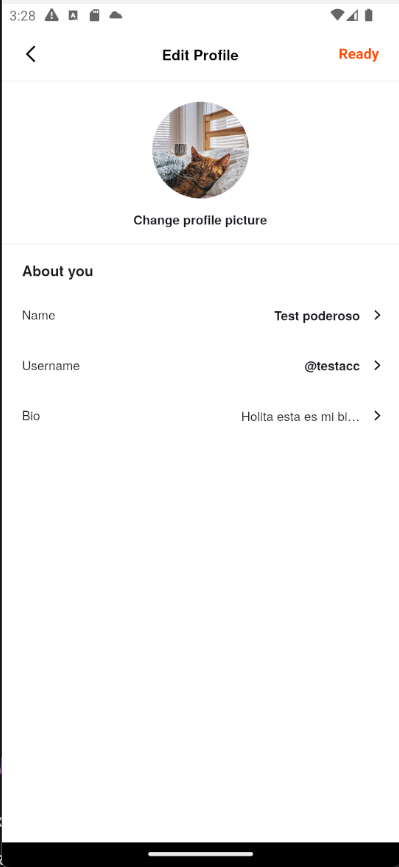 3:28
Edit Profile
Ready
Change profile picture
About you
Name
Test poderoso
Username
@testacc
Bio
Holita esta es mi bi...